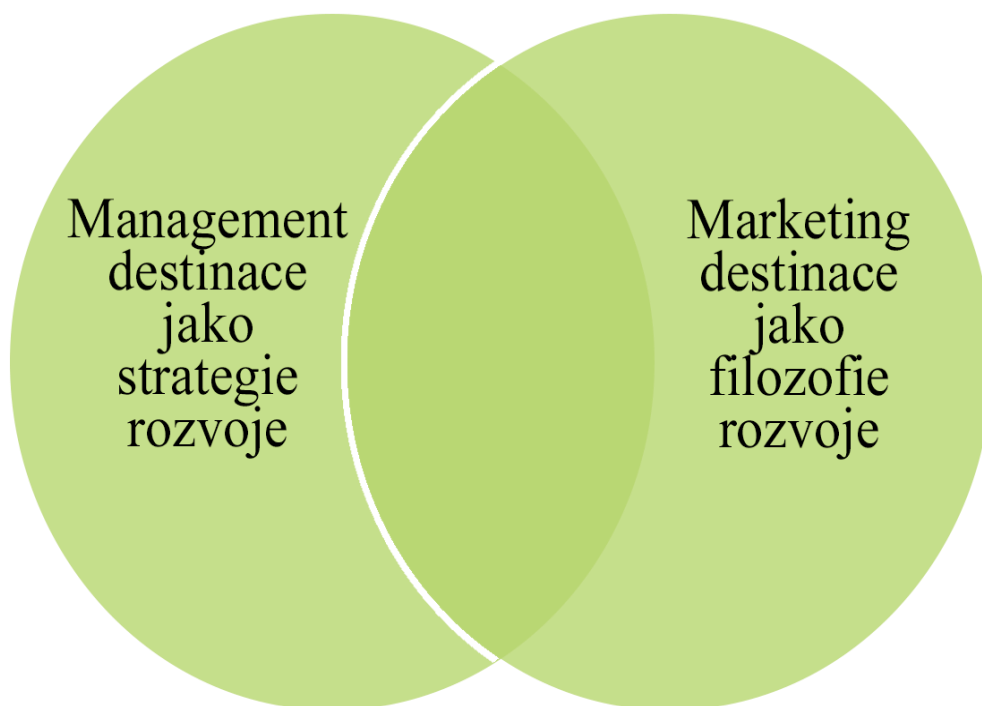 Management
destinace
jako
strategie
rozvoje
Marketing
destinace
jako
filozofie
rozvoje